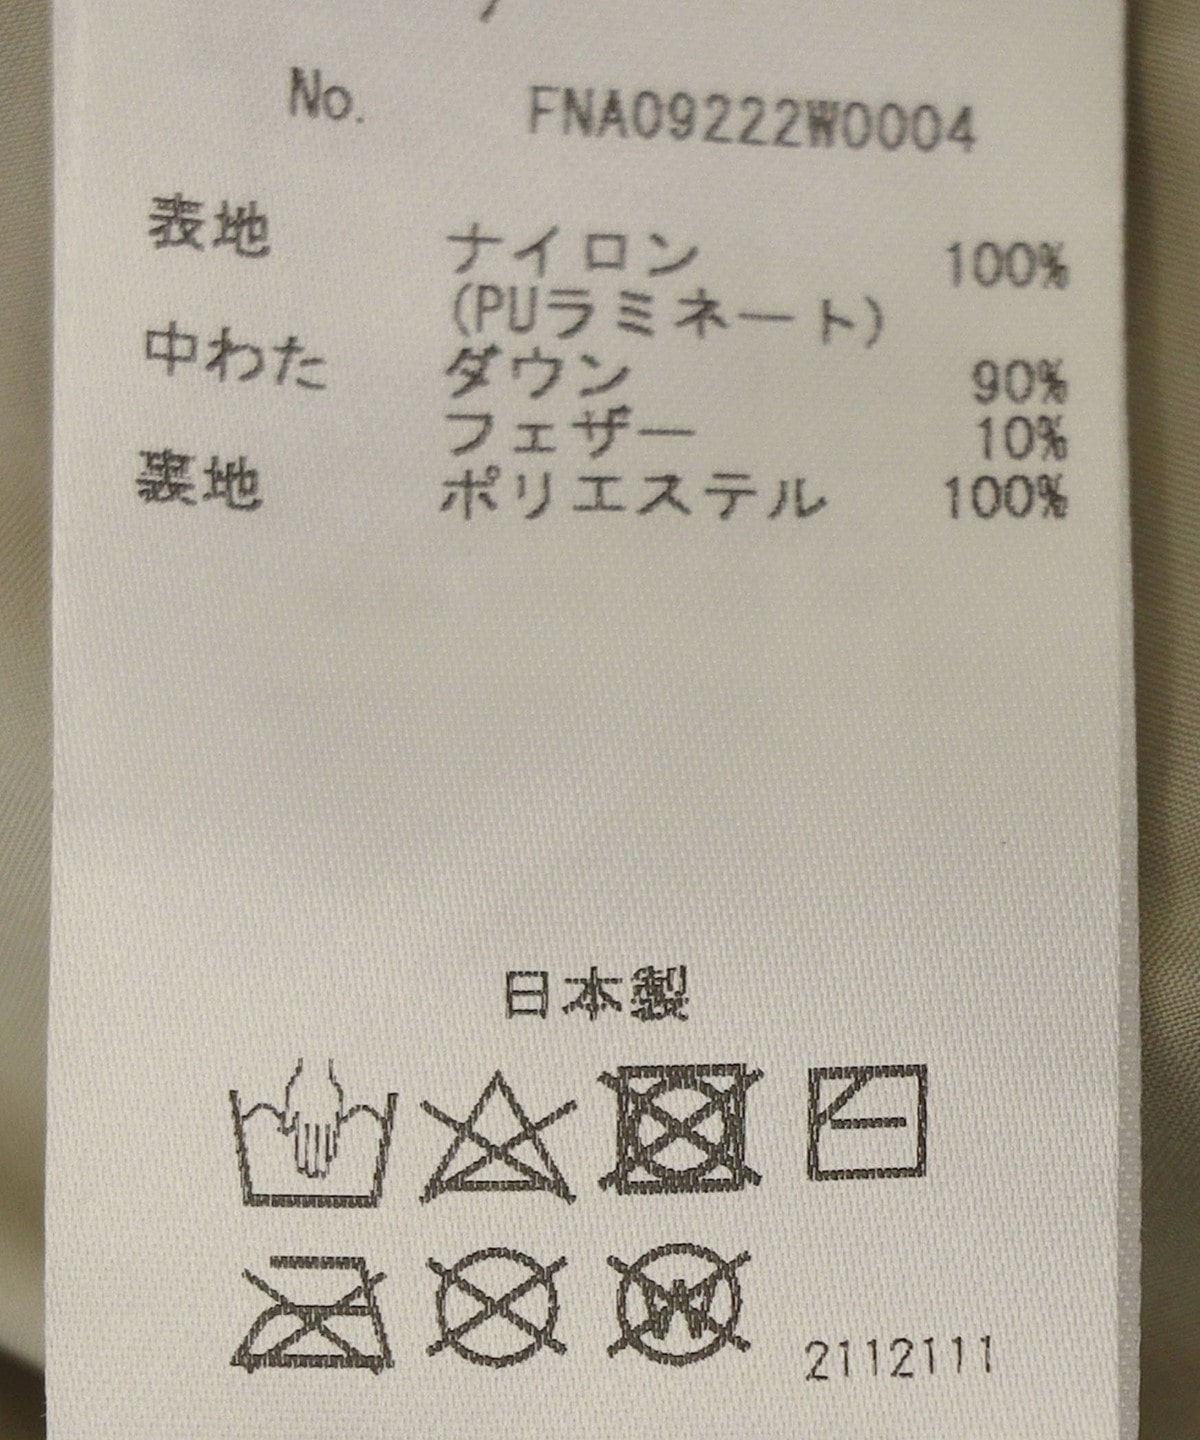 No. FNA09222W0004
表地 ナイロン 100%
(PUラミネート)
中わた ダウン 90%
フェザー 10%
裏地 ポリエステル 100%
日本製
W
2112111